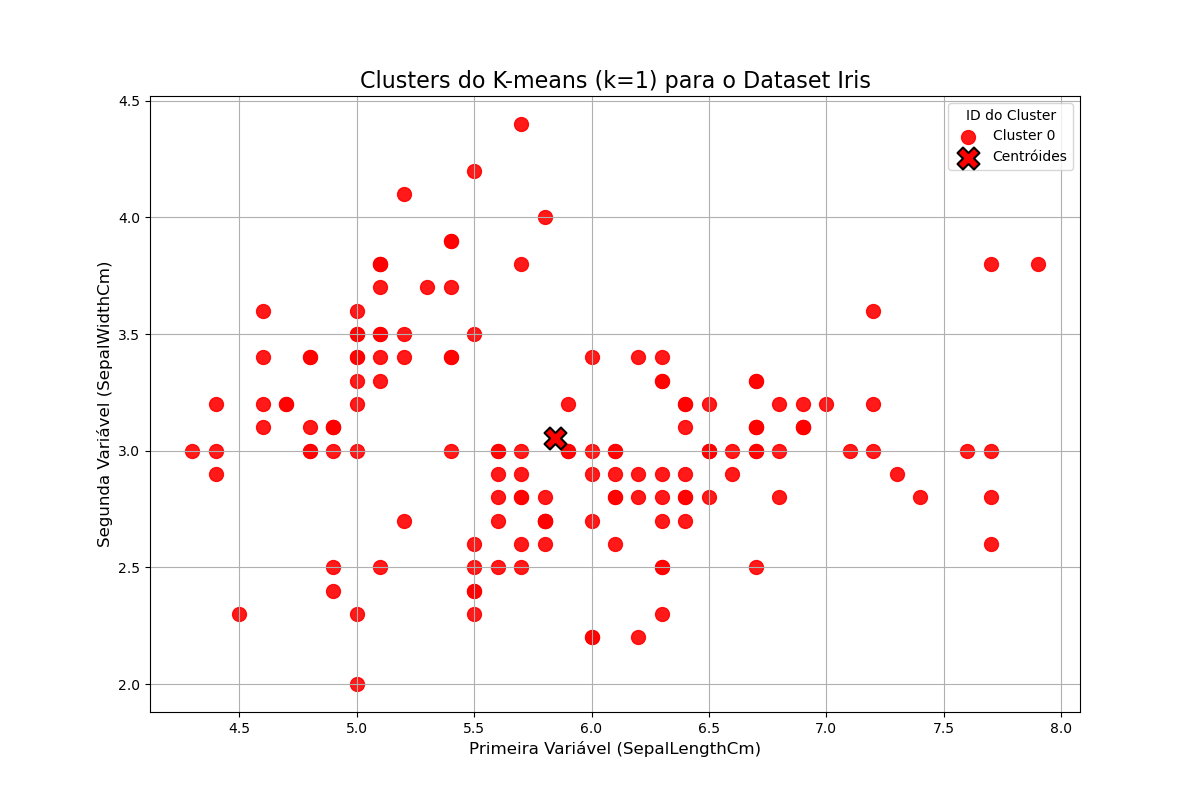 Clusters do K-means (k=1) para o Dataset Iris
ID do Cluster
Cluster 0
Centróides
4.5
4.0
3.5
3.0
2.5
2.0
Segunda Variável (SepalWidthCm)
4.5 5.0 5.5 6.0 6.5 7.0 7.5 8.0
Primeira Variável (SepalLengthCm)